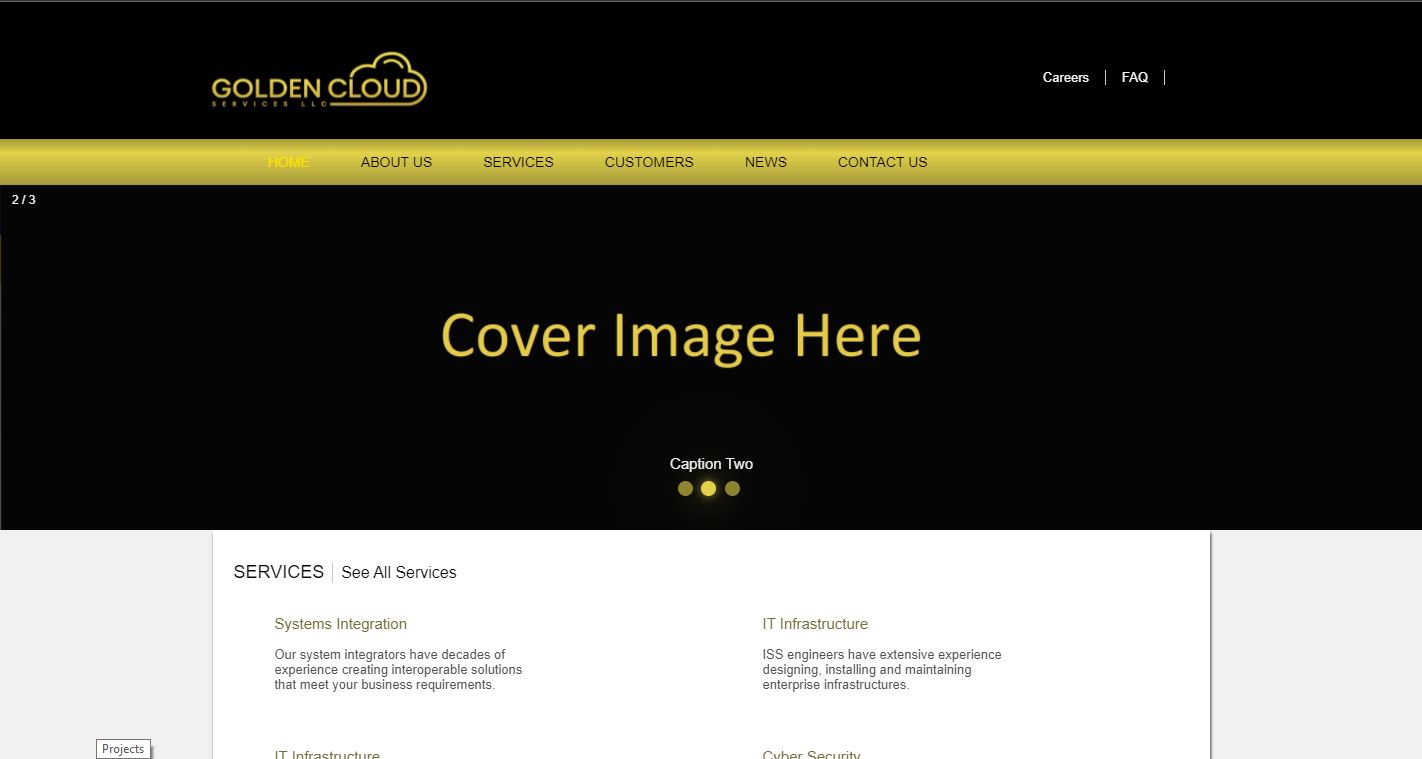 GOLDEN CLOUD
SERVICES LLC
Careers
FAQ
HOME ABOUT US SERVICES CUSTOMERS NEWS CONTACT US
2 / 3
Cover Image Here
Caption Two
SERVICES See All Services
Systems Integration
Our system integrators have decades of
experience creating interoperable solutions
that meet your business requirements.
IT Infrastructure
ISS engineers have extensive experience
designing, installing and maintaining
enterprise infrastructures.
IT Infrastructure
Cyber Security
Projects